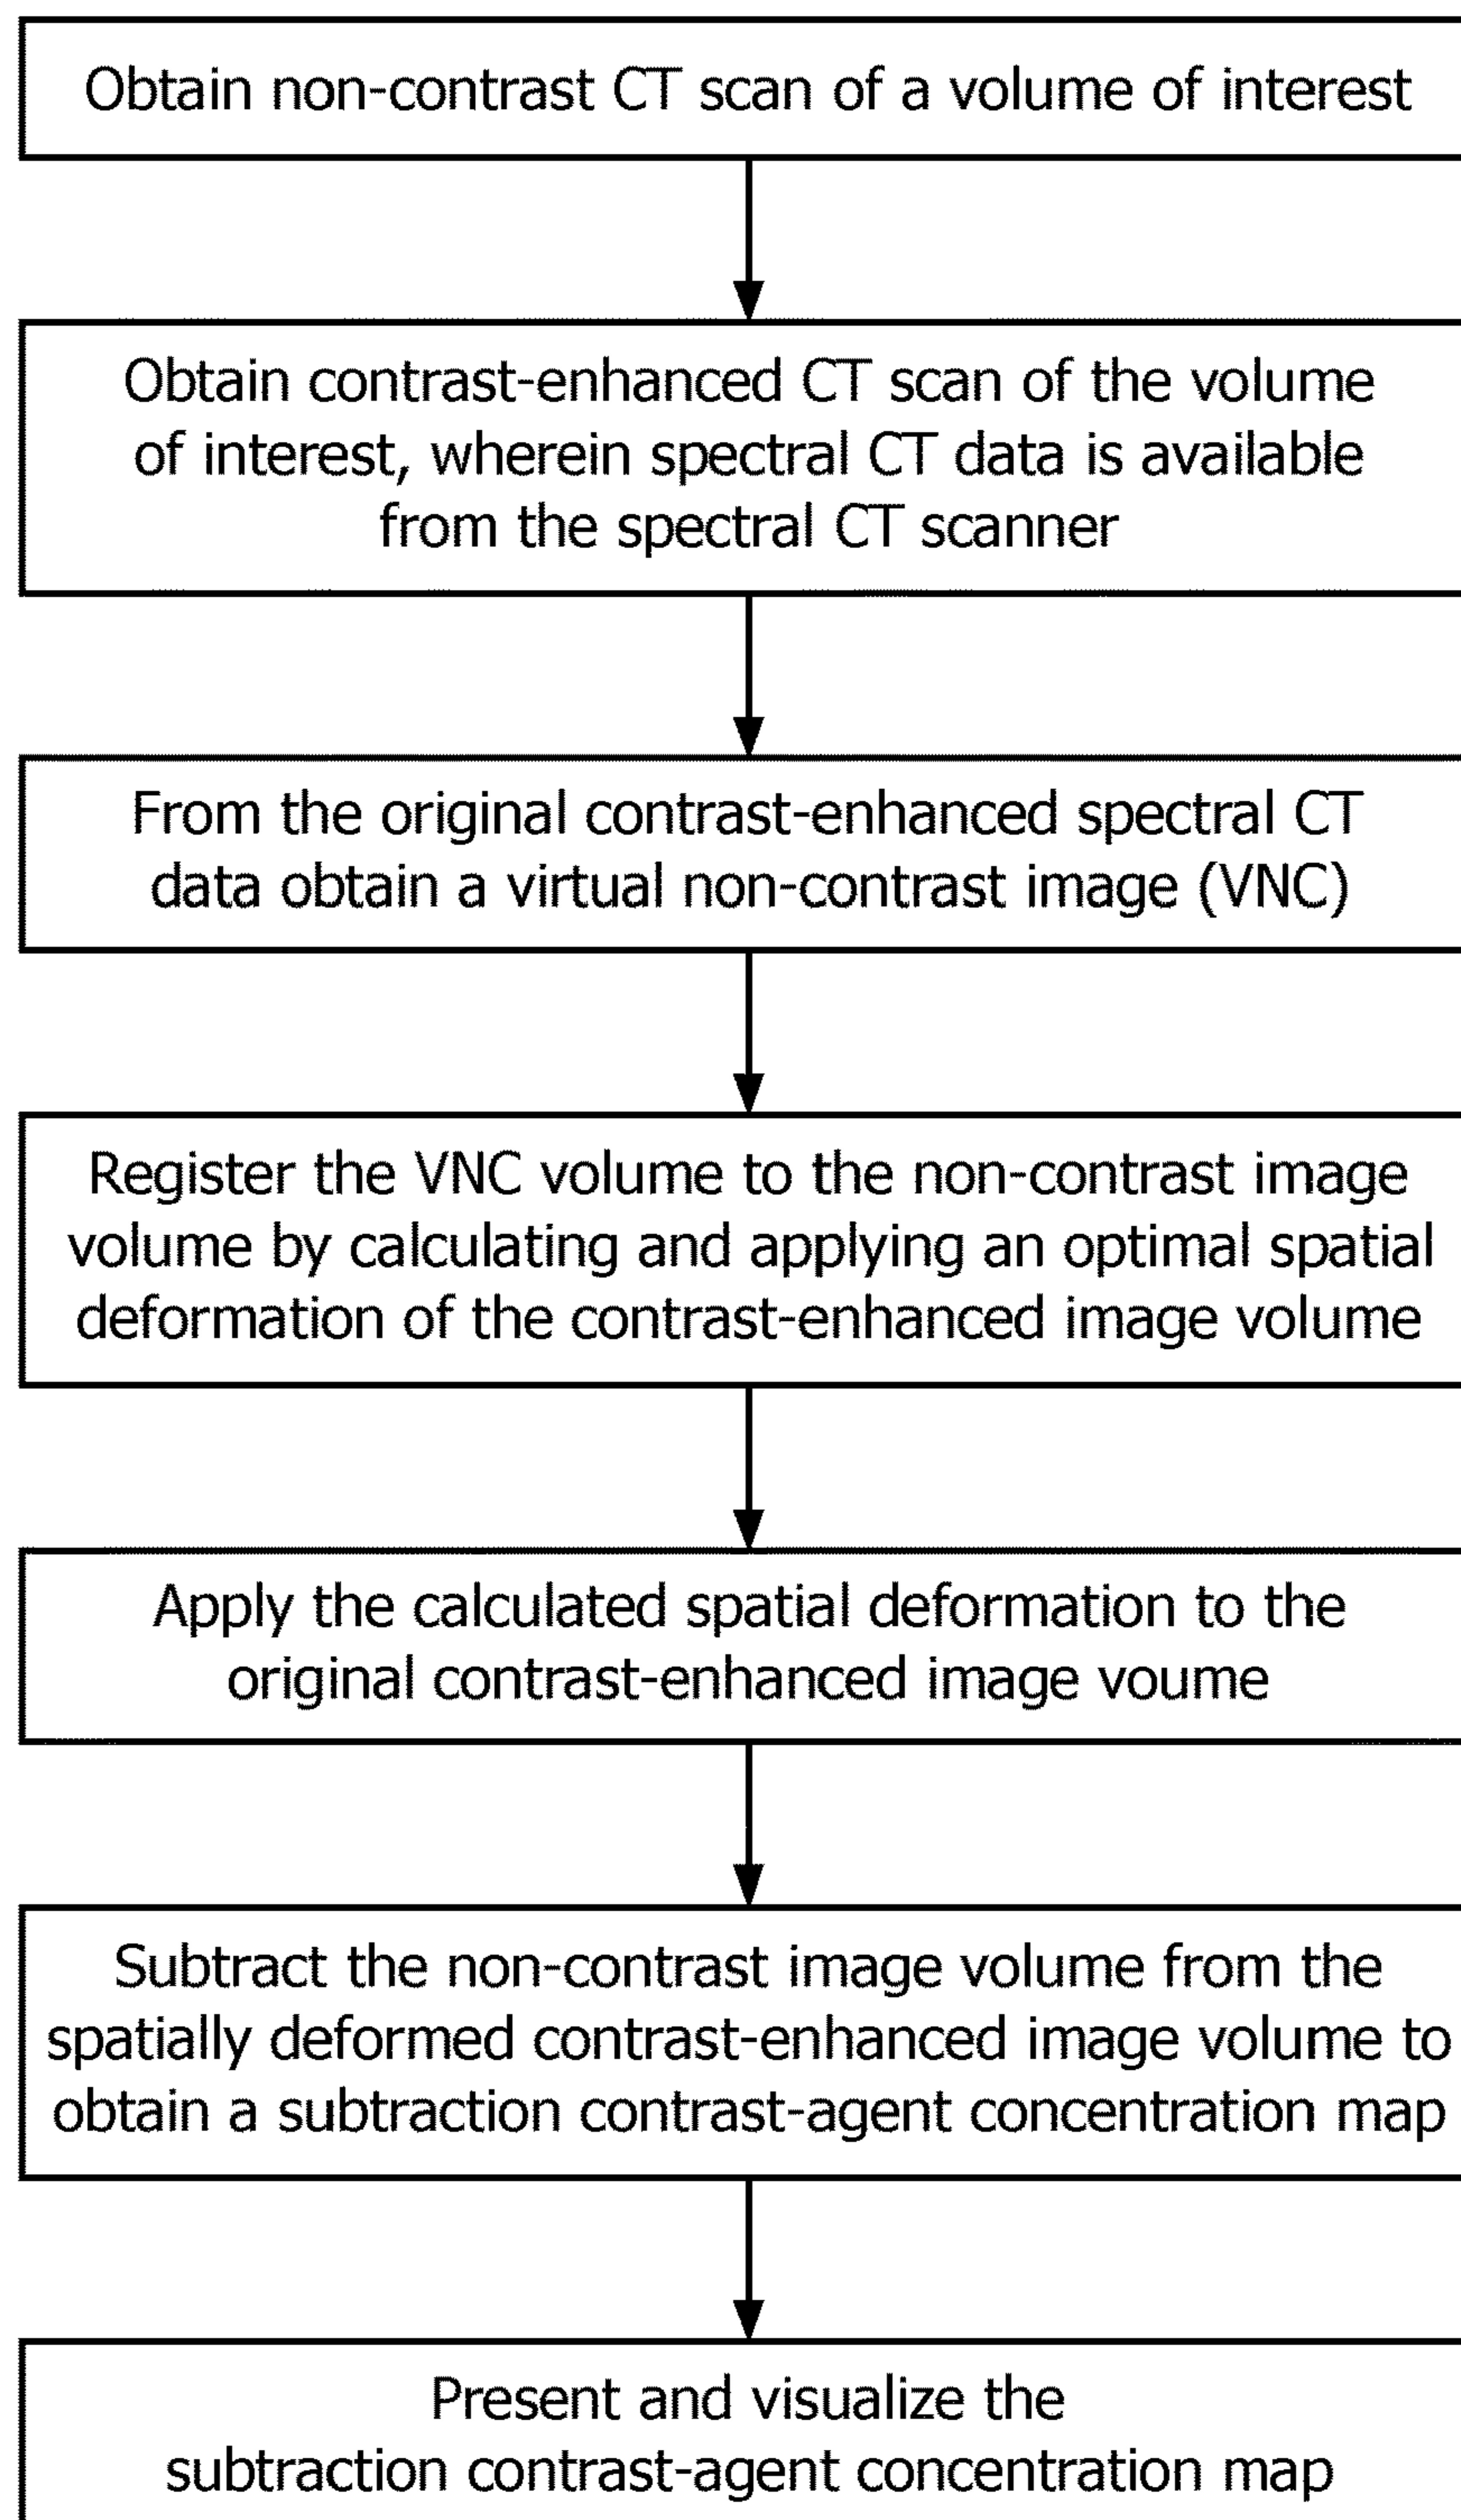 Obtain non-contrast CT scan of a volume of interest
Obtain contrast-enhanced CT scan of the volume
of interest, wherein spectral CT data is available
from the spectral CT scanner
From the original contrast-enhanced spectral CT
data obtain a virtual non-contrast image (VNC)
Register the VNC volume to the non-contrast image
volume by calculating and applying an optimal spatial
deformation of the contrast-enhanced image volume
Apply the calculated spatial deformation to the
original contrast-enhanced image voume
Subtract the non-contrast image volume from the
spatially deformed contrast-enhanced image volume to
obtain a subtraction contrast-agent concentration map
Present and visualize the
subtraction contrast-agent concentration map